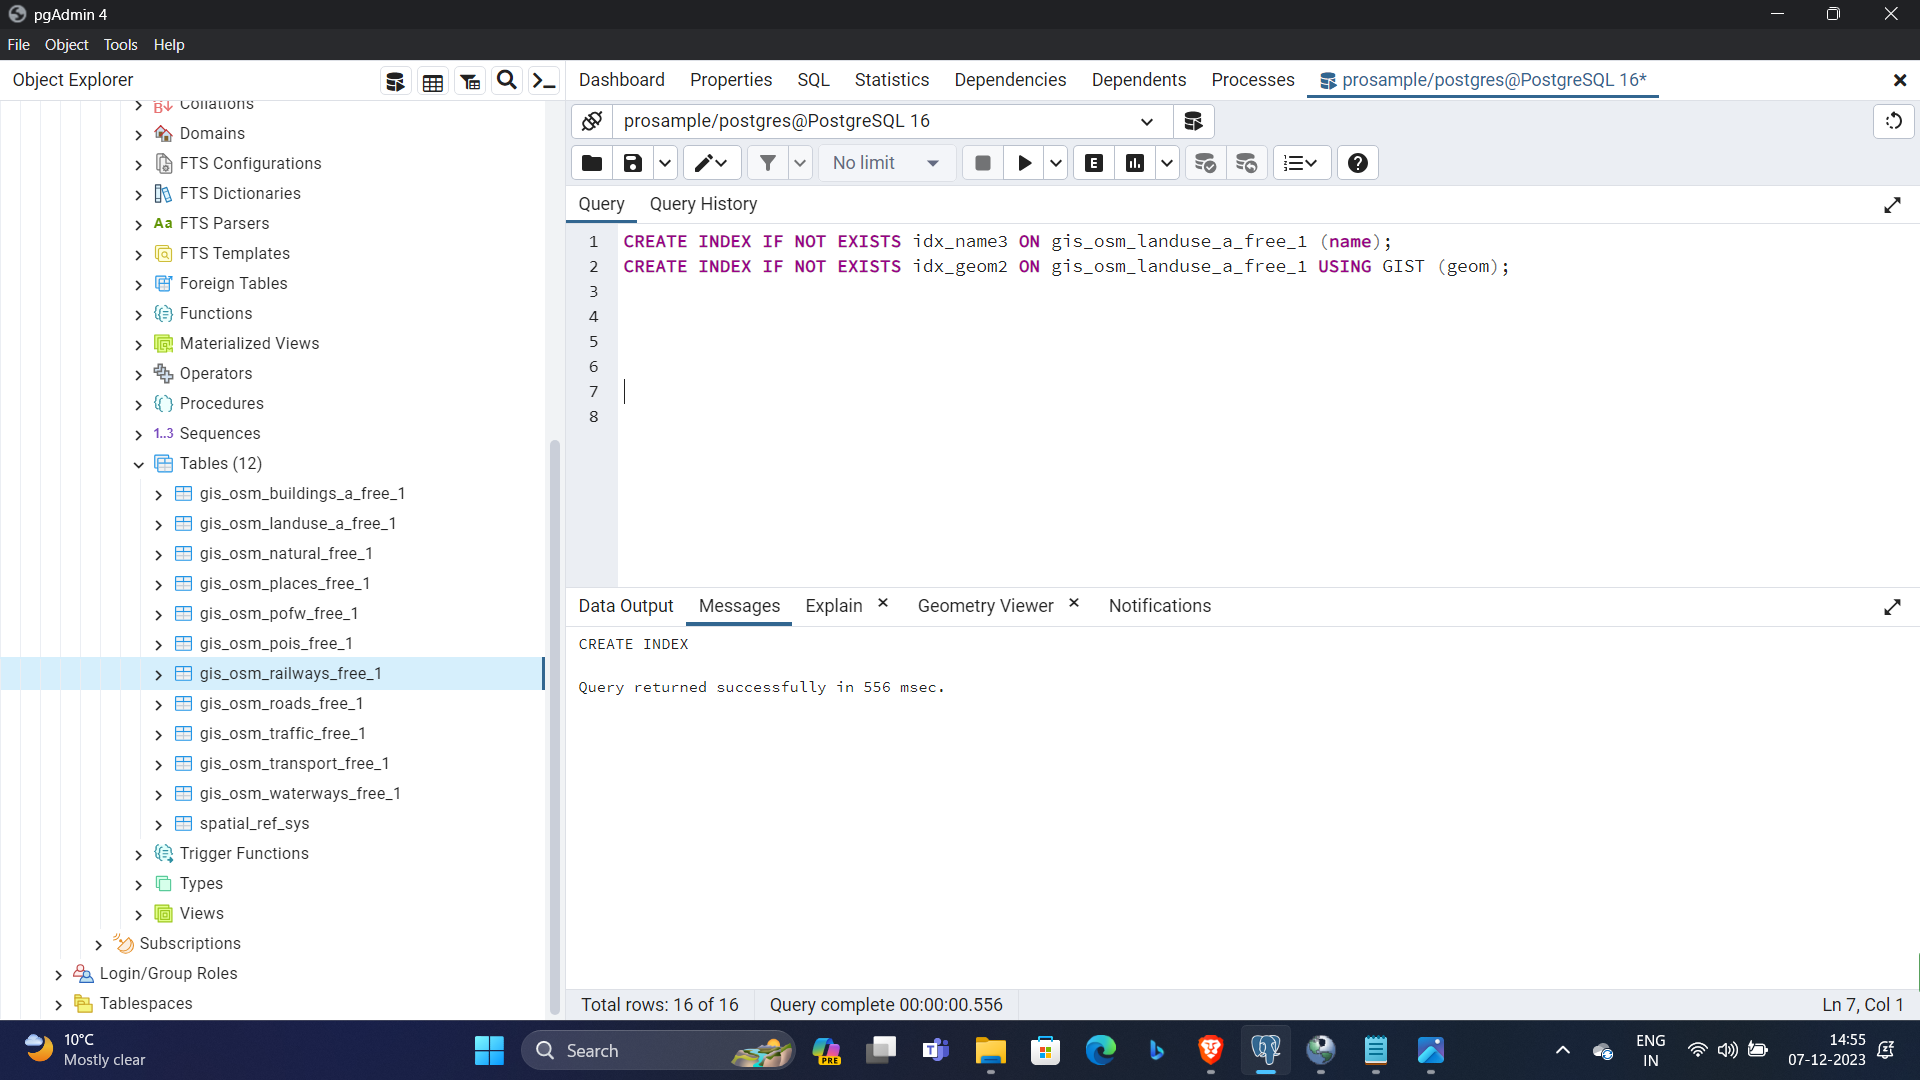 pgAdmin 4
File Object Tools Help
Object Explorer
Dashboard Properties SQL Statistics Dependencies Dependents Processes prosample/postgres@PostgreSQL 16*
Collations
Domains
FTS Configurations
FTS Dictionaries
Aa FTS Parsers
FTS Templates
Foreign Tables
Functions
Materialized Views
Operators
Procedures
1..3 Sequences
Tables (12)
gis_osm_buildings_a_free_1
gis_osm_landuse_a_free_1
gis_osm_natural_free_1
gis_osm_places_free_1
gis_osm_pofw_free_1
gis_osm_pois_free_1
gis_osm_railways_free_1
gis_osm_roads_free_1
gis_osm_traffic_free_1
gis_osm_transport_free_1
gis_osm_waterways_free_1
spatial_ref_sys
Trigger Functions
Types
Views
Subscriptions
Login/Group Roles
Tablespaces
prosample/postgres@PostgreSQL 16
No limit E
Query Query History
1 CREATE INDEX IF NOT EXISTS idx_name3 ON gis_osm_landuse_a_free_1 (name);
2 CREATE INDEX IF NOT EXISTS idx_geom2 ON gis_osm_landuse_a_free_1 USING GIST (geom);
3
4
5
6
7
8
Data Output Messages Explain Geometry Viewer Notifications
CREATE INDEX
Query returned successfully in 556 msec.
Total rows: 16 of 16 Query complete 00:00:00.556 Ln 7, Col 1
10°C
Mostly clear
Search
PRE
ENG
IN
14:55
07-12-2023